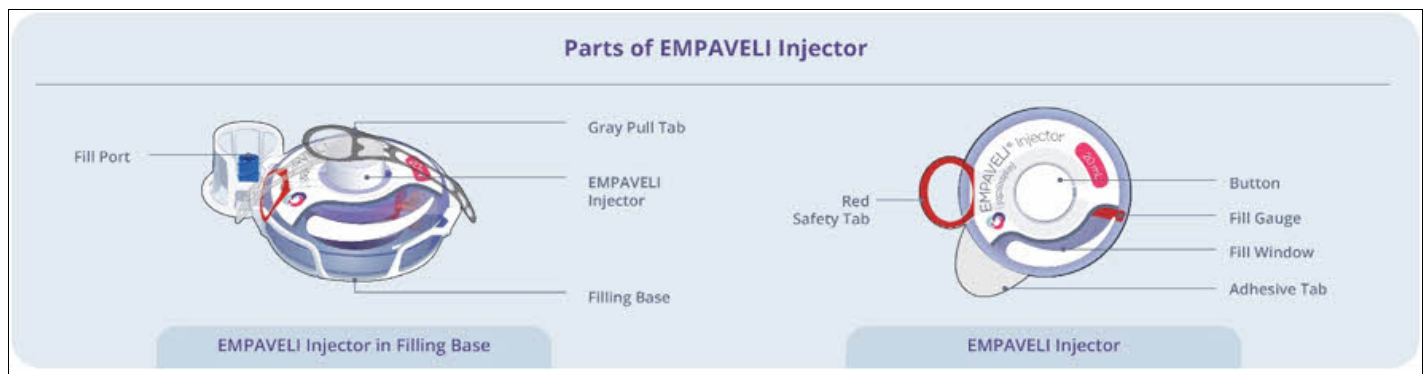 Parts of EMPAVELI Injector
Fill Port
Gray Pull Tab
EMPAVELI
Injector
Filling Base
EMPAVELI Injector in Filling Base
EMPAVELI® Injector
20 mL
Red
Safety Tab
Button
Fill Gauge
Fill Window
Adhesive Tab
EMPAVELI Injector